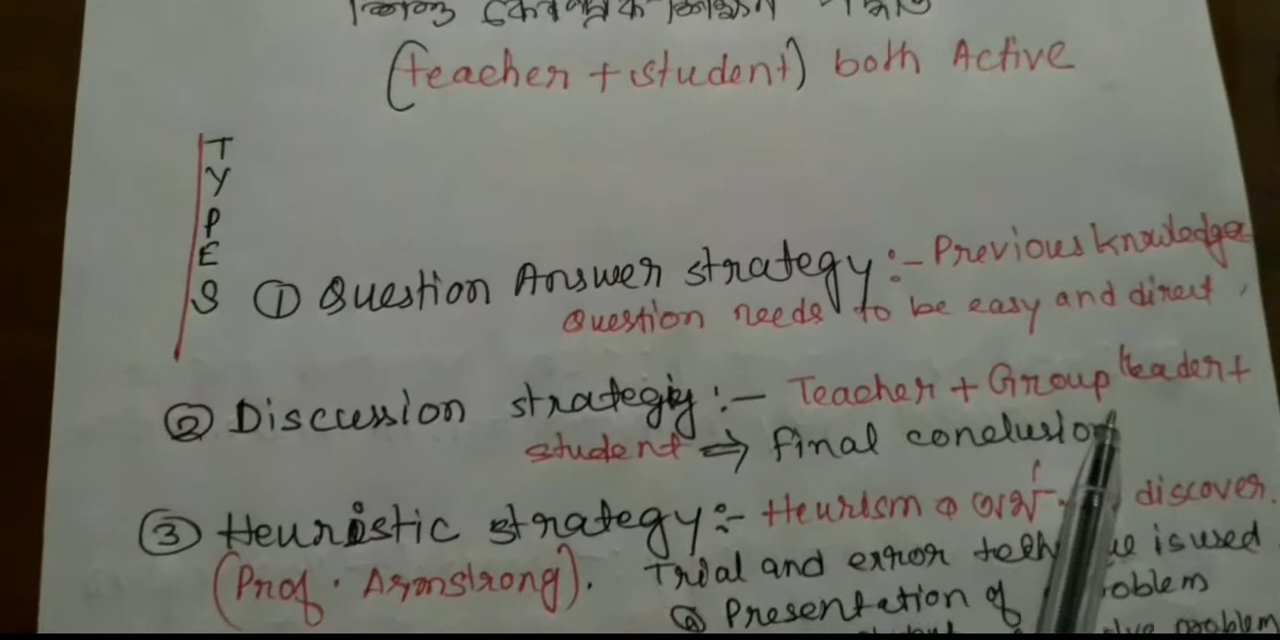 (teacher + student) both Active
TYPES
① Question Answer strategy :- Previous knowledge
Question needs to be easy and direct,
② Discussion strategy :- Teacher + Group leader +
student ⇒ final conclusion
③ Heuristic strategy :- Heurism discover.
(Prof. Armstrong). Trial and error is used
ⓐ Presentation of
problem